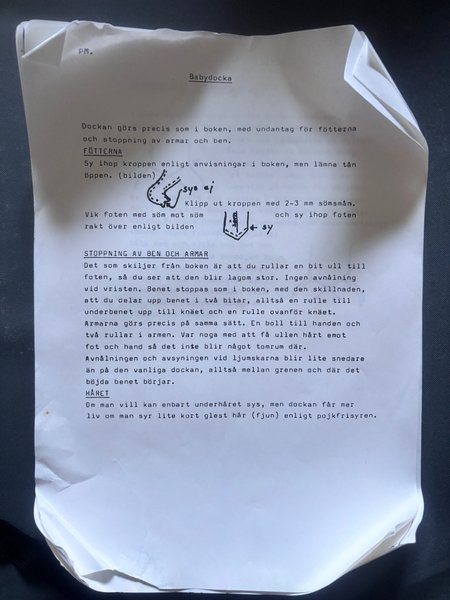 PM.
Babydocka
Dockan görs precis som i boken, med undantag för fötterna
och stoppning av armar och ben.
FÖTTERNA
Sy ihop kroppen enligt anvisningar i boken, men lämna tån
öppen. (bilden)
sys ej
Klipp ut kroppen med 2-3 mm sömsmån.
Vik foten med söm mot söm och sy ihop foten
rakt över enligt bilden
← sy
STOPPNING AV BEN OCH ARMAR
Det som skiljer från boken är att du rullar en bit ull till
foten, så du ser att den blir lagom stor. Ingen avnålning
vid vristen. Benet stoppas som i boken, med den skillnaden,
att du delar upp benet i två bitar, alltså en rulle till
underbenet upp till knäet och en rulle ovanför knäet.
Armarna görs precis på samma sätt. En boll till handen och
två rullar i armen. Var noga med att få ullen hårt emot
fot och hand så det inte blir något tomrum där.
Avnålningen och avsyningen vid ljumskarna blir lite snedare
än på den vanliga dockan, alltså mellan grenen och där det
böjda benet börjar.
HÅRET
Om man vill kan enbart underhåret sys, men dockan får mer
liv om man syr lite kort glest hår (fjun) enligt pojkfrisyren.